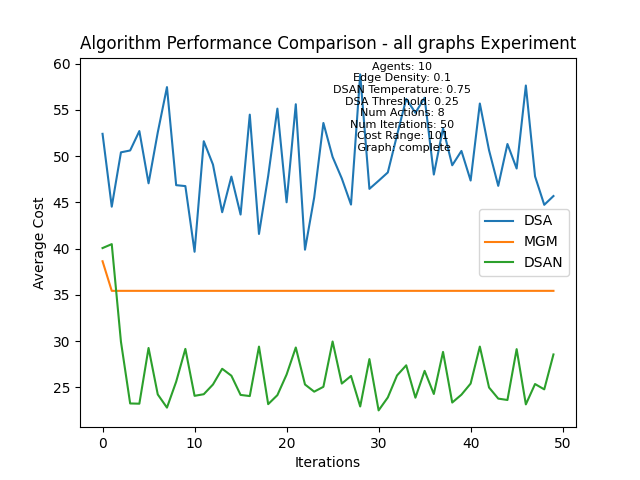 Algorithm Performance Comparison - all graphs Experiment
Agents: 10
Edge Density: 0.1
DSAN Temperature: 0.75
DSA Threshold: 0.25
Num Actions: 8
Num Iterations: 50
Cost Range: 101
Graph: complete
60
55
50
45
40
35
30
25
Average Cost
DSA
MGM
DSAN
0
10
20
30
40
50
Iterations